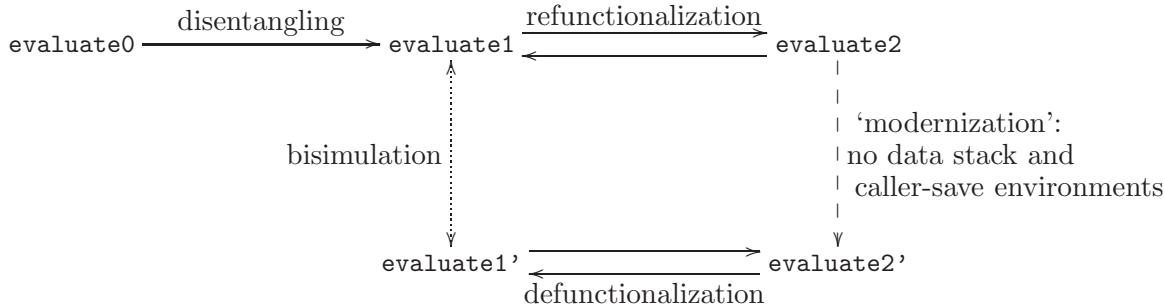 disentangling
refunctionalization
evaluate0
evaluate1
evaluate2
bisimulation
‘modernization’:
no data stack and
caller-save environments
evaluate1'
evaluate2'
defunctionalization